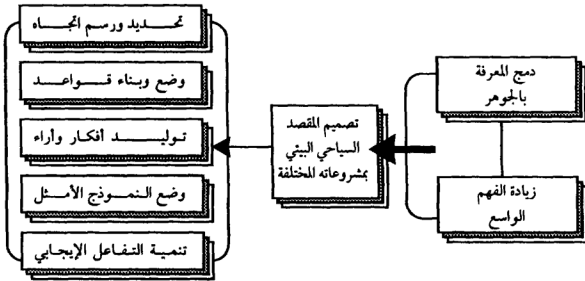 دمج المعرفة
بالجوهر
زيادة الفهم
الواسع
تصميم المقصد
السياحي البيئي
بمشروعاته المختلفة
تحديد ورسم اتجاه
وضع وبناء قواعد
توليد أفكار وأراء
وضع النموذج الأمثل
تنمية التفاعل الإيجابي